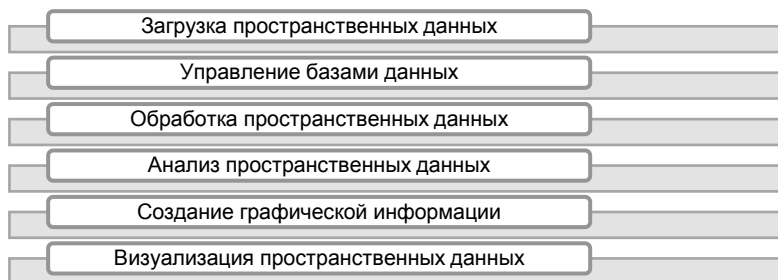 Загрузка пространственных данных
Управление базами данных
Обработка пространственных данных
Анализ пространственных данных
Создание графической информации
Визуализация пространственных данных